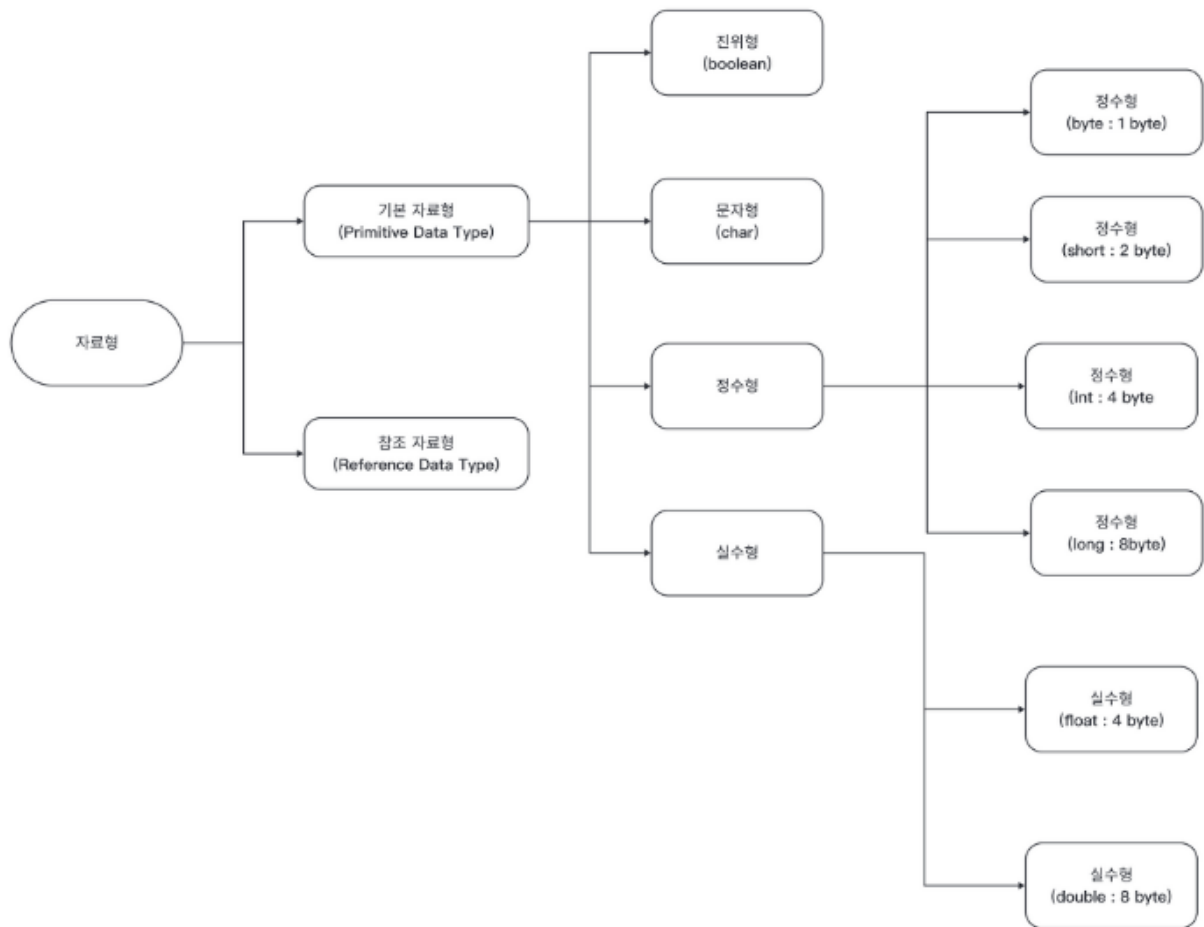 진위형
(boolean)
정수형
(byte : 1 byte)
기본 자료형
(Primitive Data Type)
문자형
(char)
정수형
(short : 2 byte)
자료형
정수형
정수형
(int : 4 byte
참조 자료형
(Reference Data Type)
실수형
정수형
(long : 8byte)
실수형
(float : 4 byte)
실수형
(double : 8 byte)